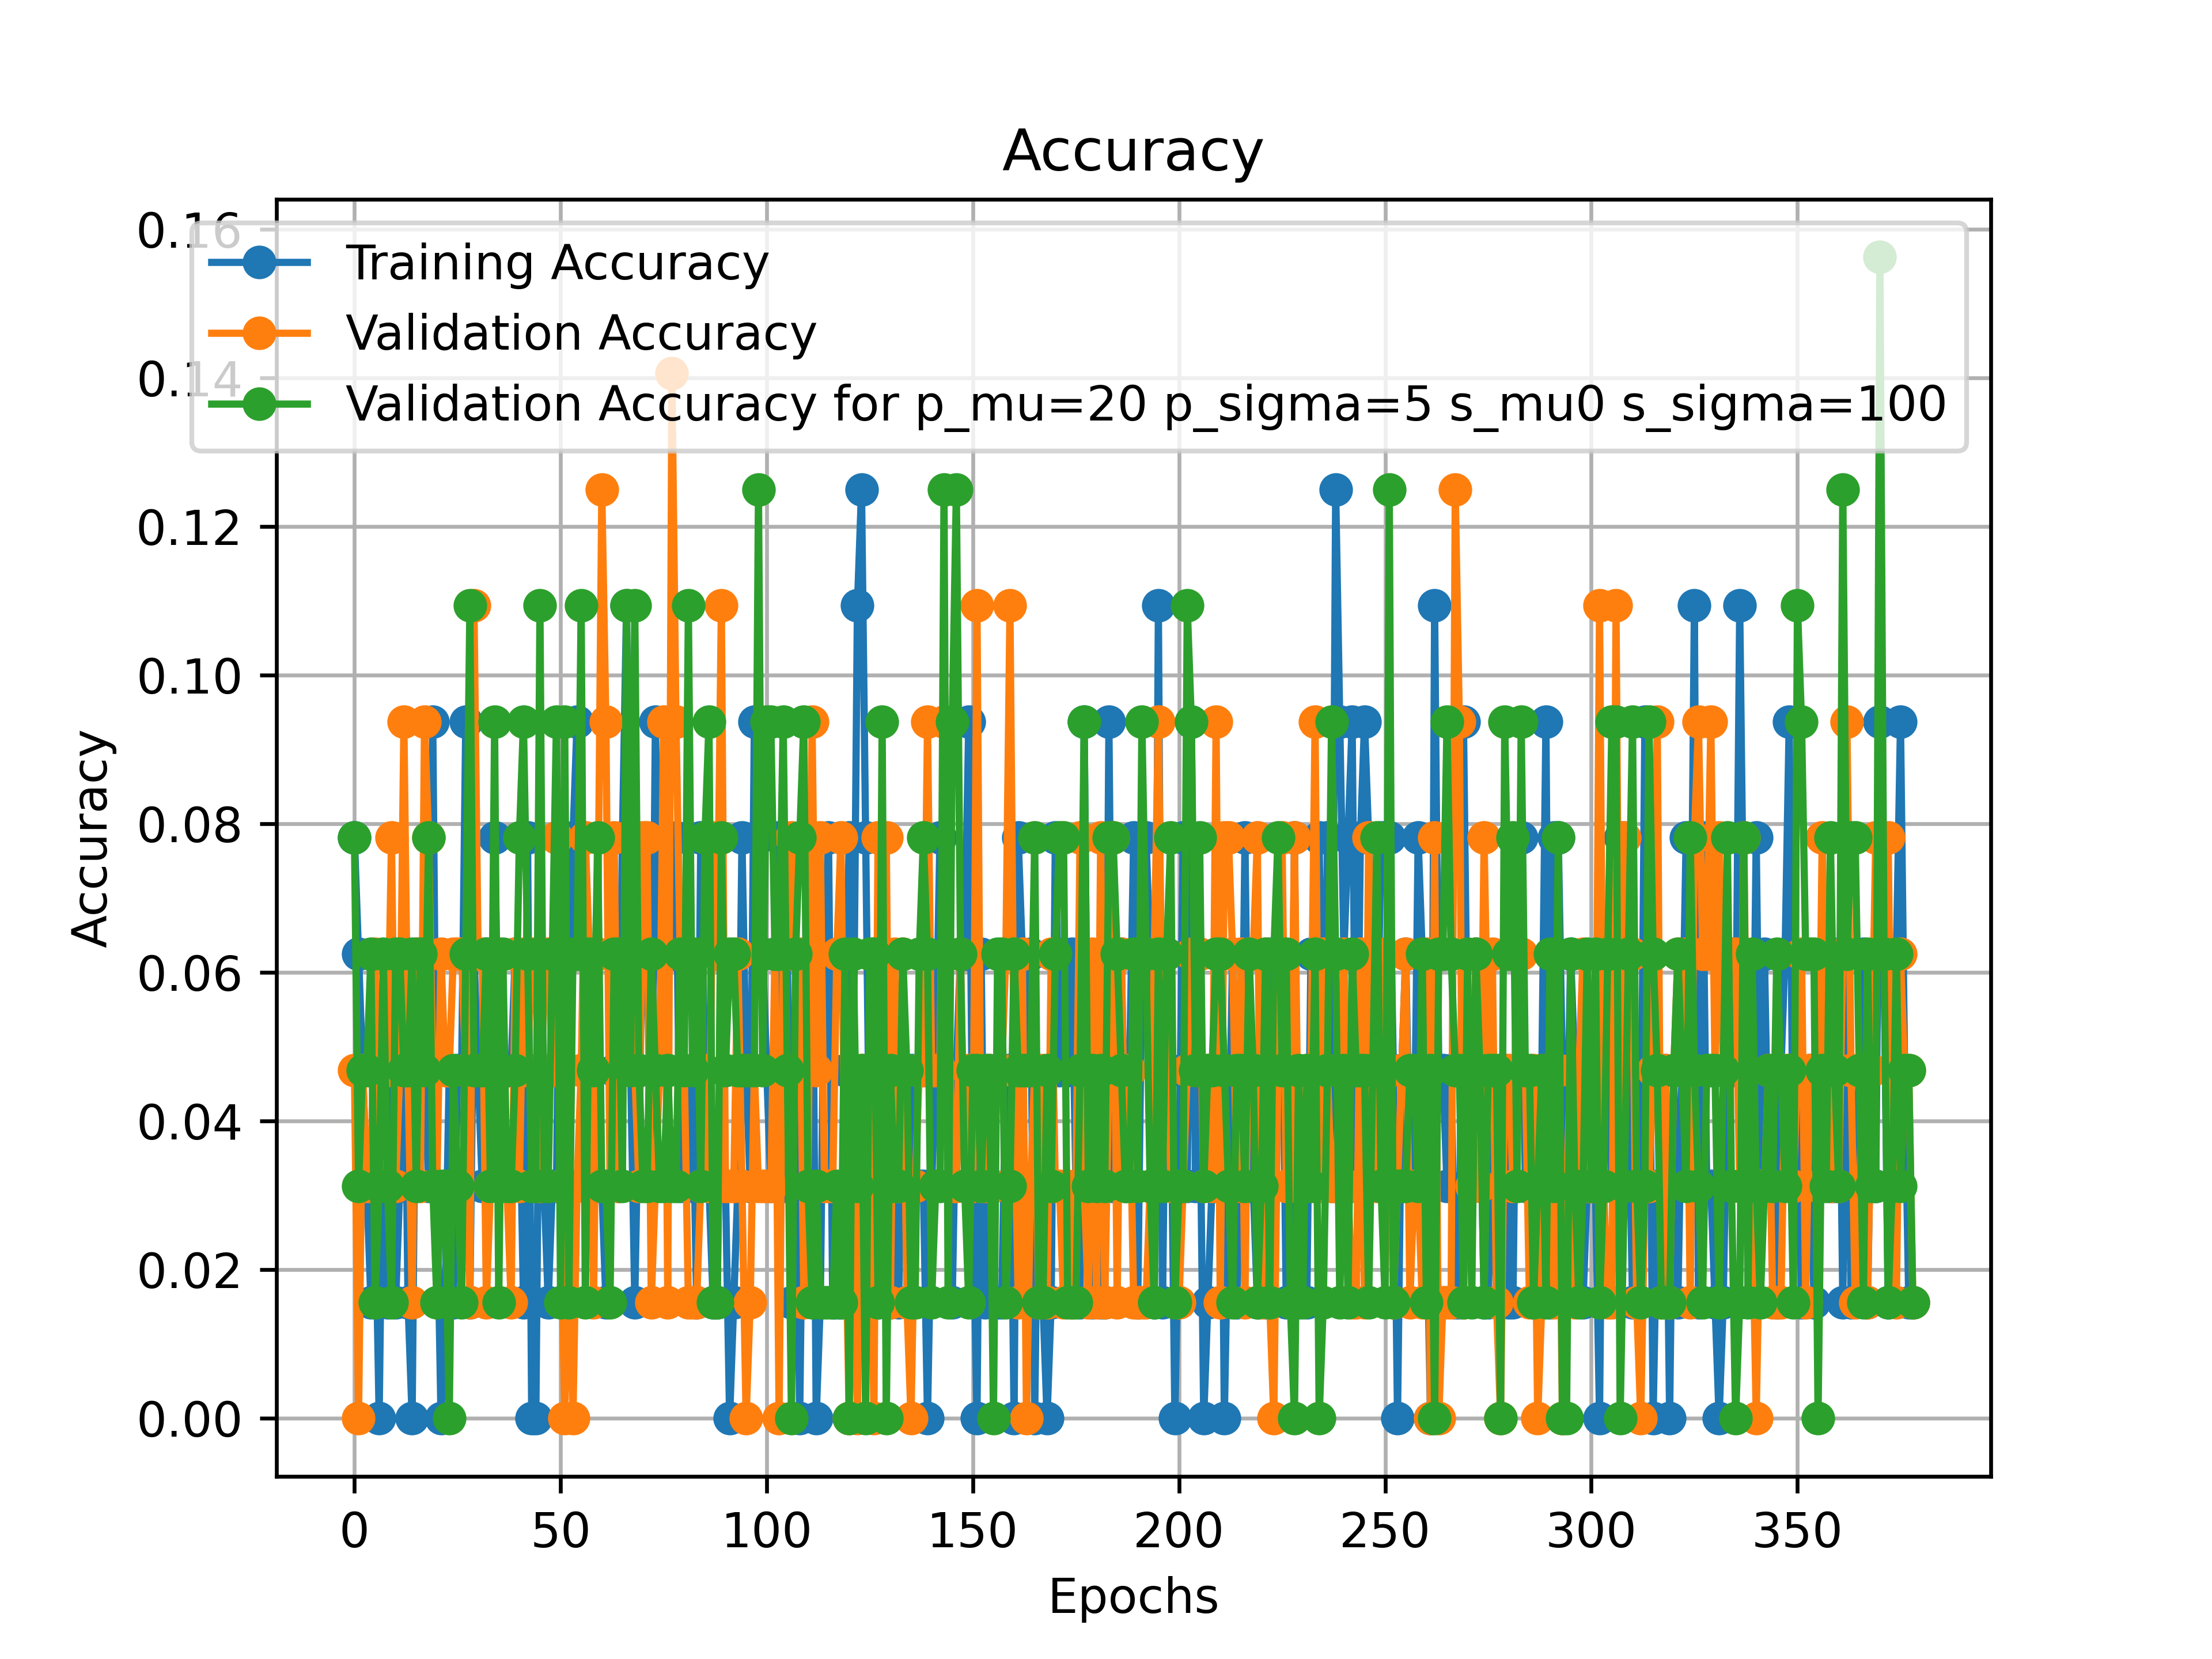 Accuracy
0.16
0.14
0.12
0.10
0.08
0.06
0.04
0.02
0.00
Accuracy
Training Accuracy
Validation Accuracy
Validation Accuracy for p_mu=20 p_sigma=5 s_mu0 s_sigma=100
0 50 100 150 200 250 300 350
Epochs